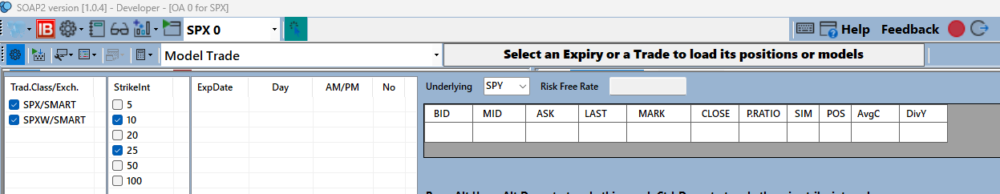 SOAP2 version [1.0.4] - Developer - [OA 0 for SPX]
IB SPX 0 Help Feedback
Model Trade Select an Expiry or a Trade to load its positions or models
Trad.Class/Exch. StrikeInt ExpDate Day AM/PM No Underlying SPY Risk Free Rate
SPX/SMART 5
SPXW/SMART 10
20
25
50
100
BID MID ASK LAST MARK CLOSE P.RATIO SIM POS AvgC DivY